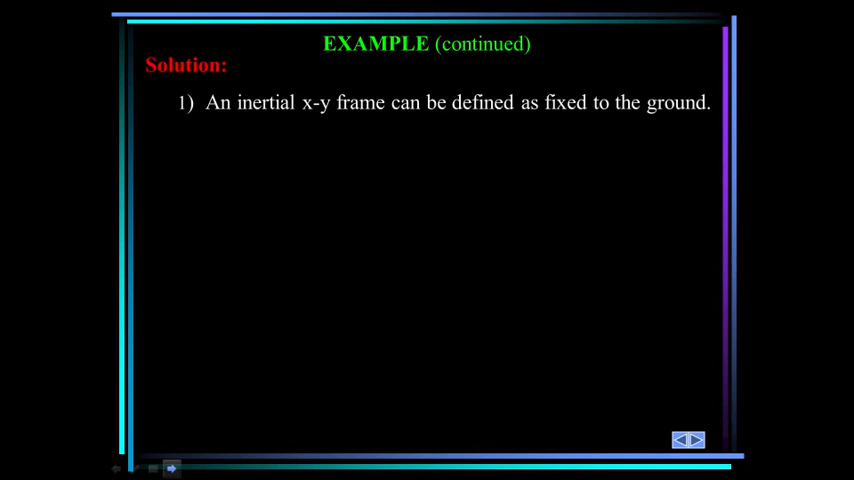 EXAMPLE (continued)
Solution:
1) An inertial x-y frame can be defined as fixed to the ground.